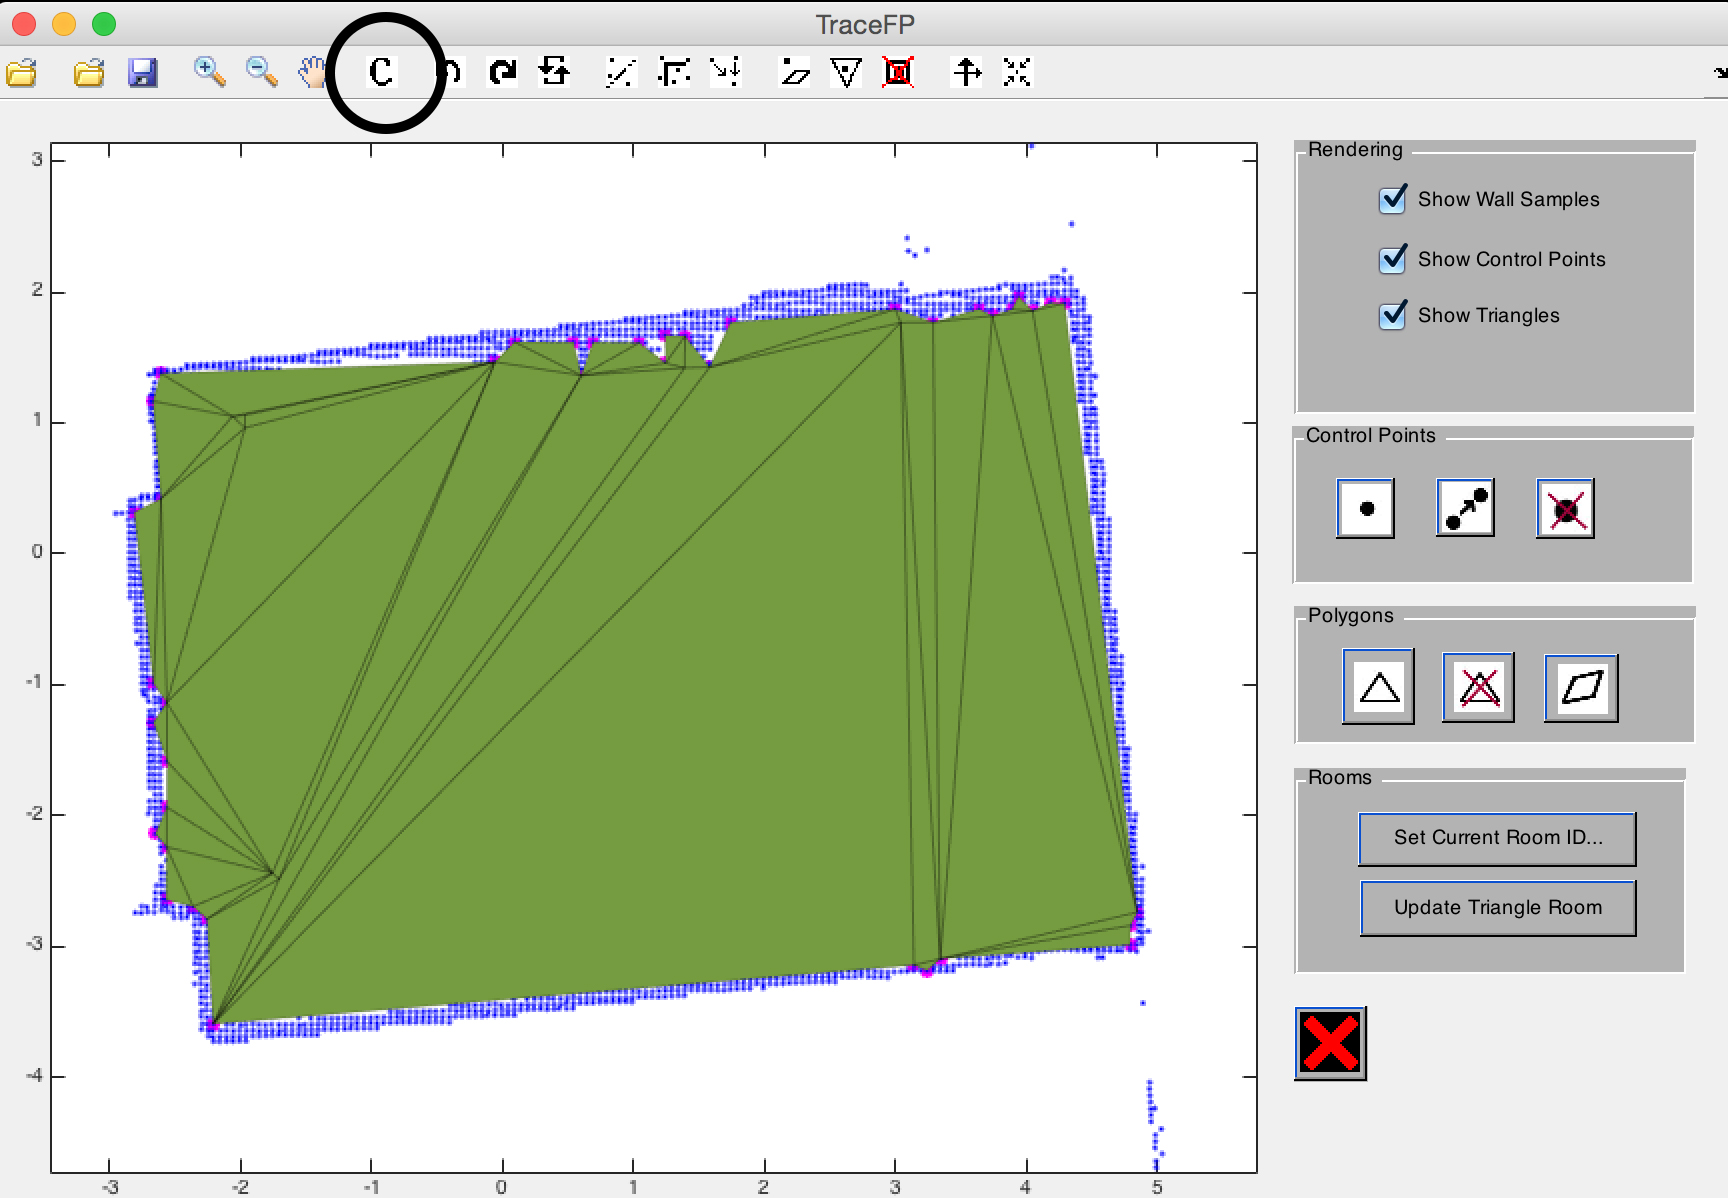 TraceFP
C
3
2
1
0
-1
-2
-3
-4
-3 -2 -1 0 1 2 3 4 5
Rendering
Show Wall Samples
Show Control Points
Show Triangles
Control Points
Polygons
Rooms
Set Current Room ID...
Update Triangle Room